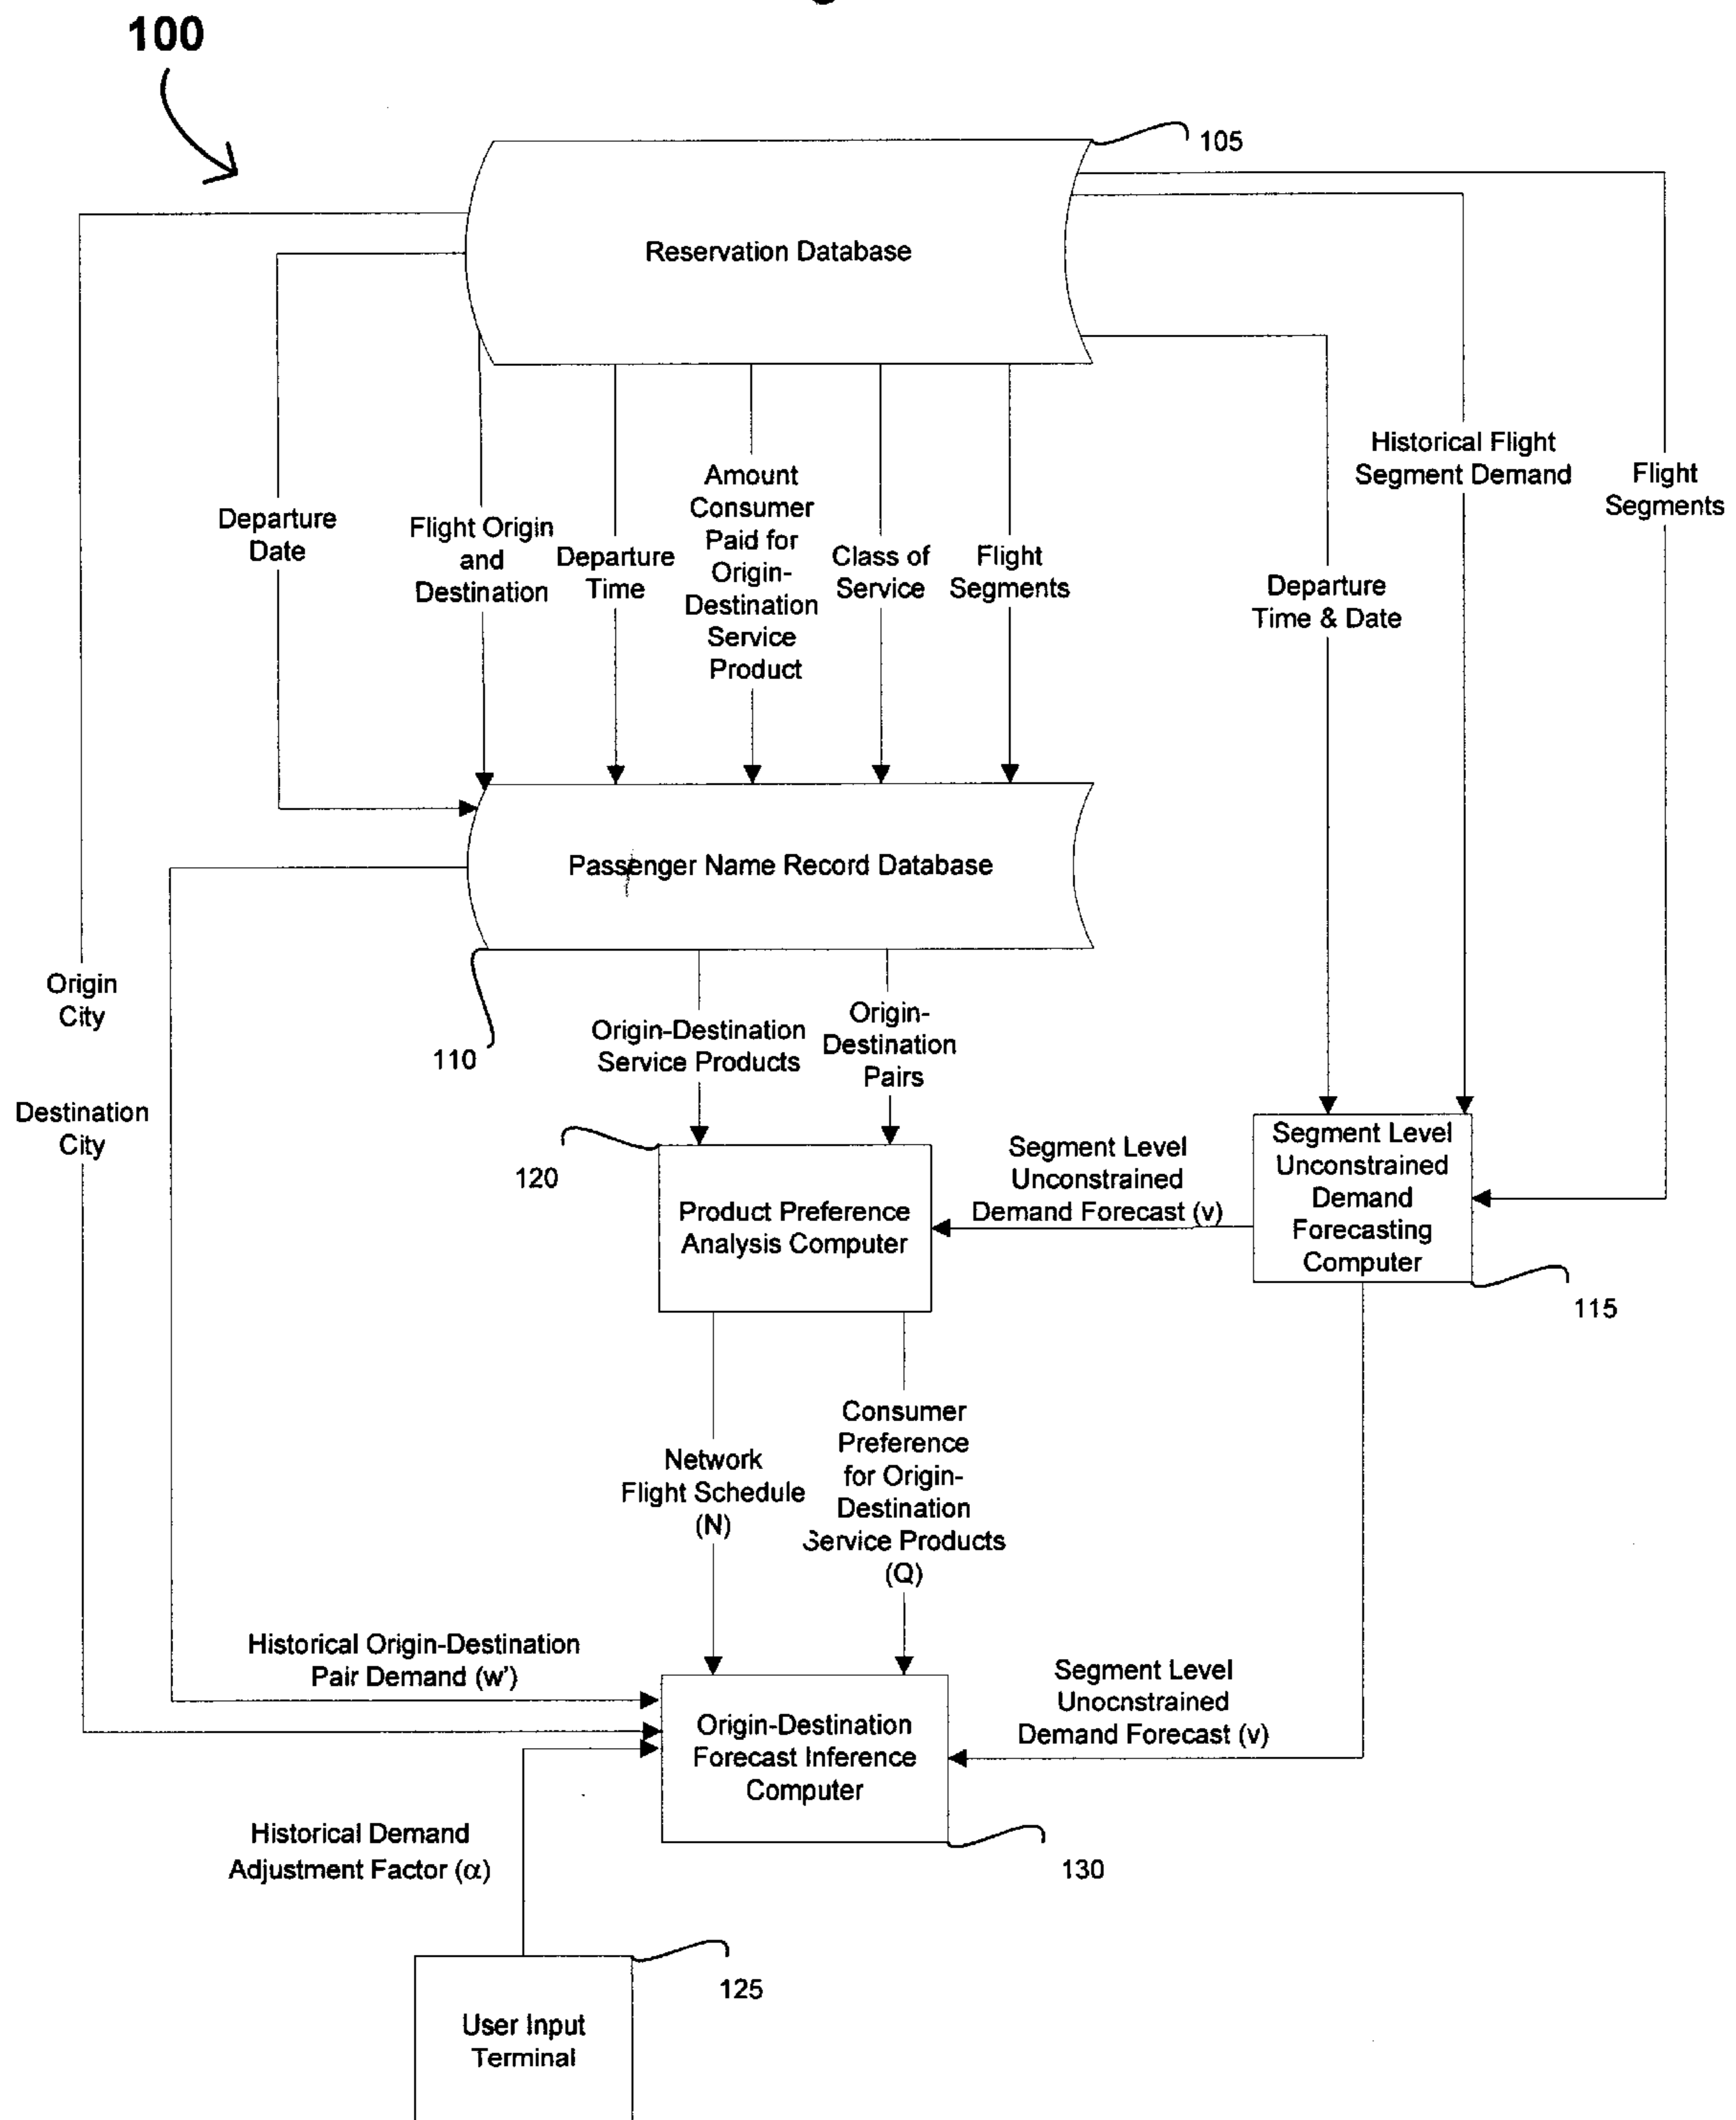 100
105
Reservation Database
Historical Flight
Segment Demand
Flight
Segments
Departure
Date
Flight Origin
and
Destination
Departure
Time
Amount
Consumer
Paid for
Origin-
Destination
Service
Product
Class of
Service
Flight
Segments
Departure
Time & Date
Passenger Name Record Database
Origin
City
110
Origin-Destination
Service Products
Origin-
Destination
Pairs
Destination
City
120
Product Preference
Analysis Computer
Segment Level
Unconstrained
Demand Forecast (v)
Segment Level
Unconstrained
Demand
Forecasting
Computer
115
Network
Flight Schedule
(N)
Consumer
Preference
for Origin-
Destination
Service Products
(Q)
Historical Origin-Destination
Pair Demand (w')
Origin-Destination
Forecast Inference
Computer
Segment Level
Unocnstrained
Demand Forecast (v)
130
Historical Demand
Adjustment Factor (α)
125
User Input
Terminal